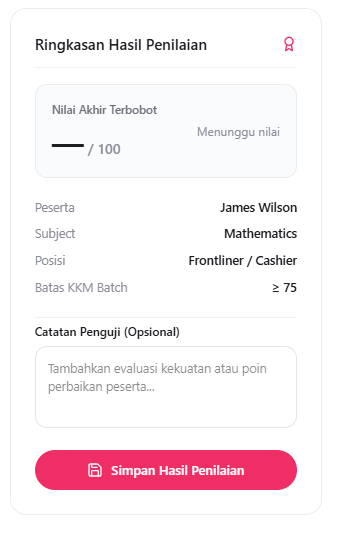 Ringkasan Hasil Penilaian
Nilai Akhir Terbobot
— / 100
Menunggu nilai
Peserta James Wilson
Subject Mathematics
Posisi Frontliner / Cashier
Batas KKM Batch ≥ 75
Catatan Penguji (Opsional)
Tambahkan evaluasi kekuatan atau poin
perbaikan peserta...
Simpan Hasil Penilaian